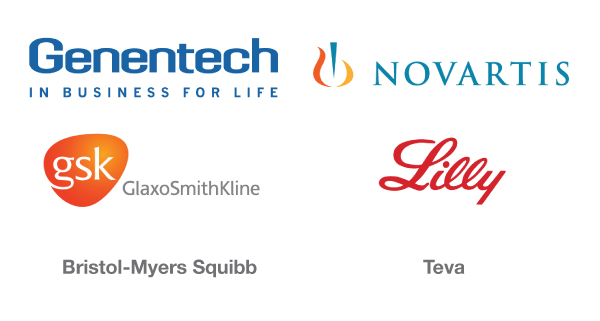 Genentech
IN BUSINESS FOR LIFE
NOVARTIS
gsk
GlaxoSmithKline
Lilly
Bristol-Myers Squibb
Teva